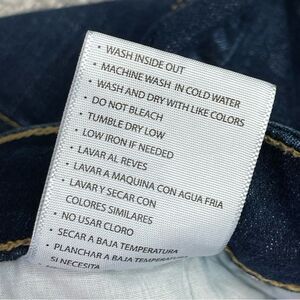 • WASH INSIDE OUT
• MACHINE WASH IN COLD WATER
• WASH AND DRY WITH LIKE COLORS
• DO NOT BLEACH
• TUMBLE DRY LOW
• LOW IRON IF NEEDED
• LAVAR AL REVES
• LAVAR A MAQUINA CON AGUA FRIA
• LAVAR Y SECAR CON
COLORES SIMILARES
• NO USAR CLORO
• SECAR A BAJA TEMPERATURA
• PLANCHAR A BAJA TEMPERATURA
SI NECESITA